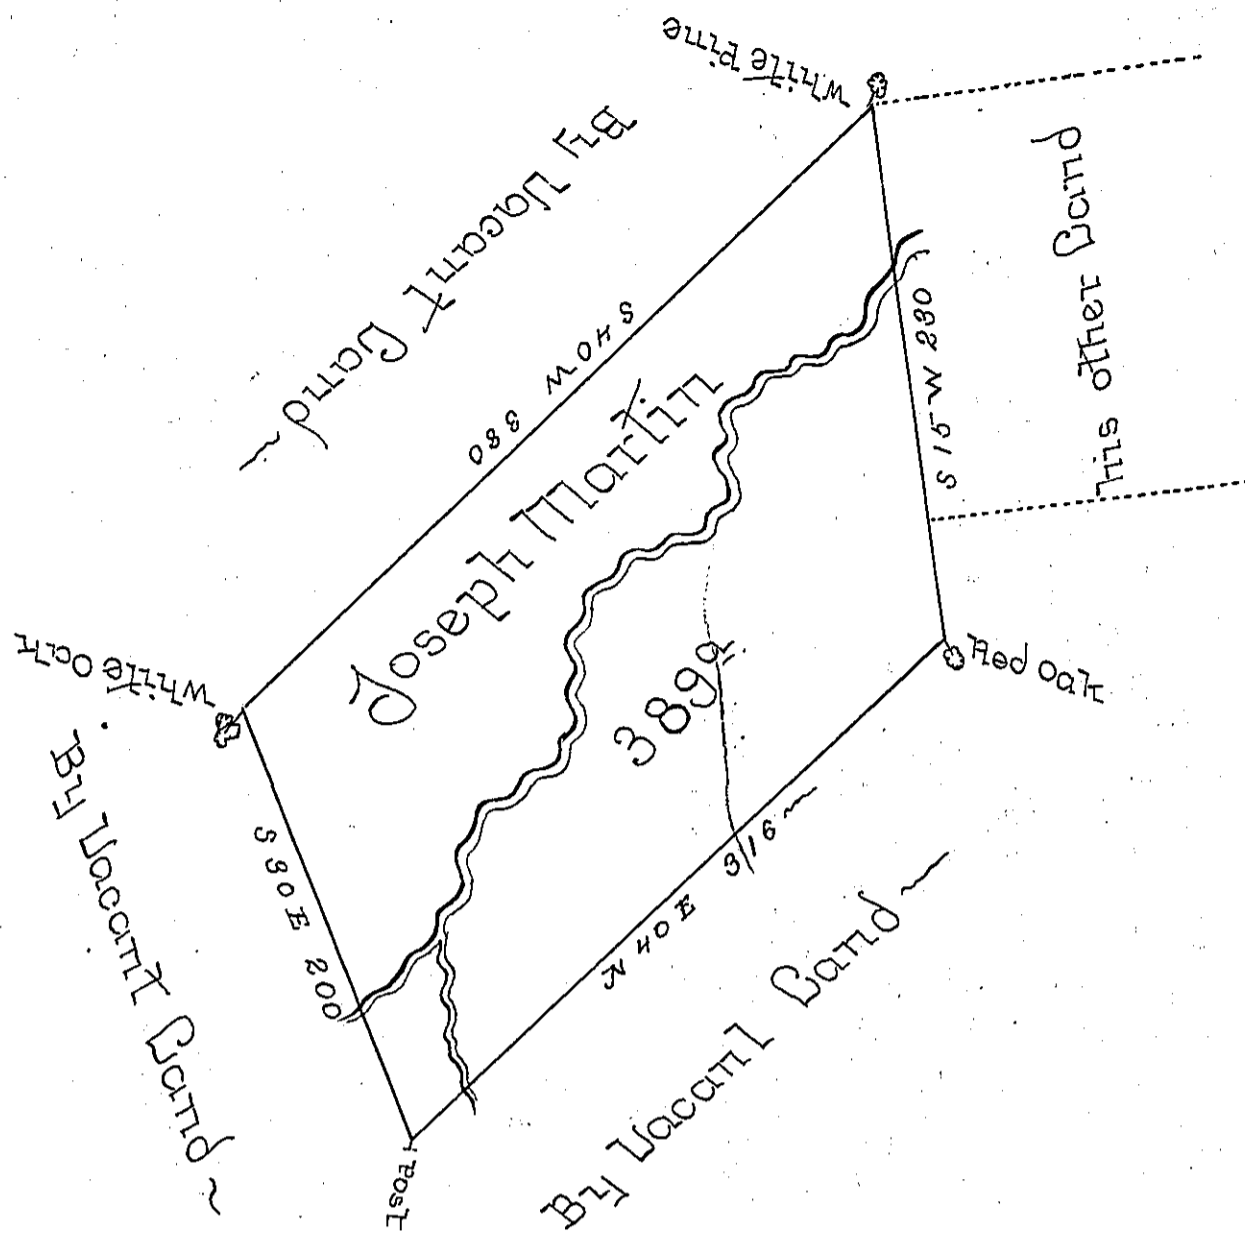 White Pine
By Vacant Land
S 40 W 380
His other Land
S 15 W 230
Joseph Martin
389a.
Red Oak
White Oak
By Vacant Land
S 30 E 200
N 40 E 316
By Vacant Land
Post